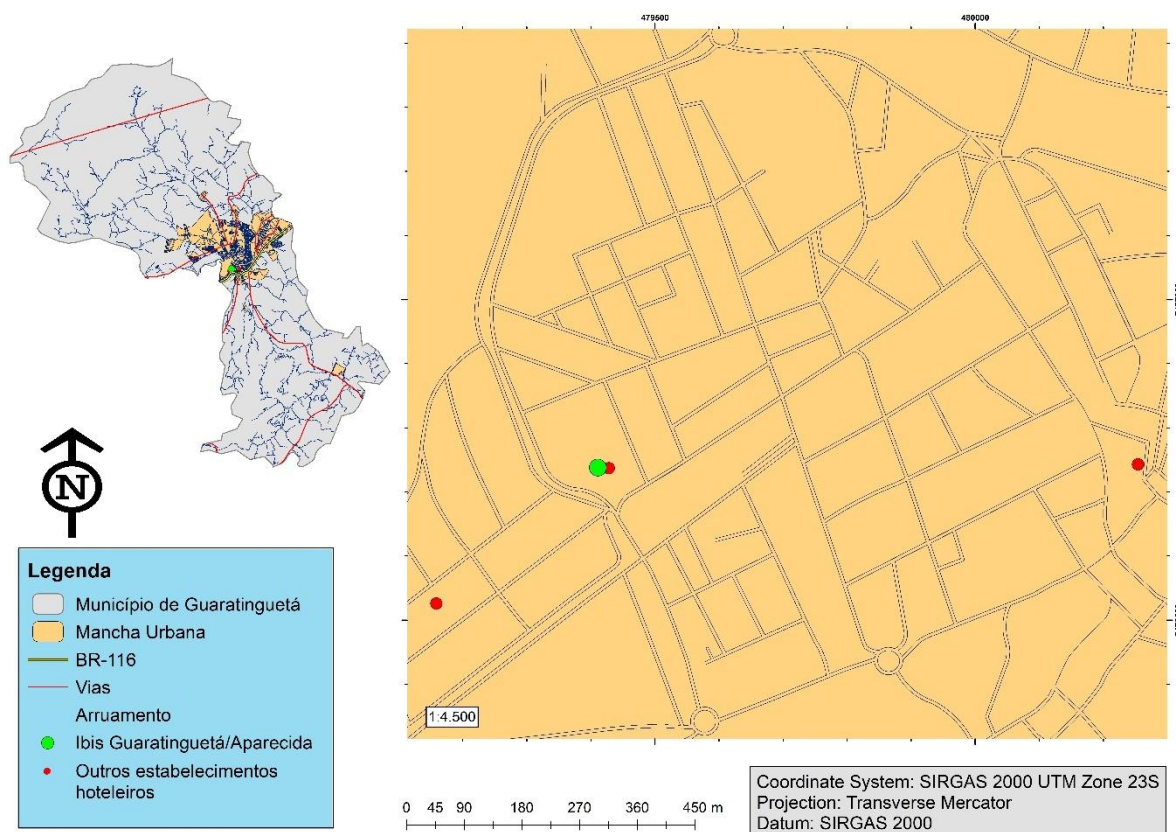 479500
480000
N
Legenda
Município de Guaratinguetá
Mancha Urbana
BR-116
Vias
Arruamento
Ibis Guaratinguetá/Aparecida
Outros estabelecimentos
hoteleiros
1:4.500
0 45 90 180 270 360 450 m
Coordinate System: SIRGAS 2000 UTM Zone 23S
Projection: Transverse Mercator
Datum: SIRGAS 2000